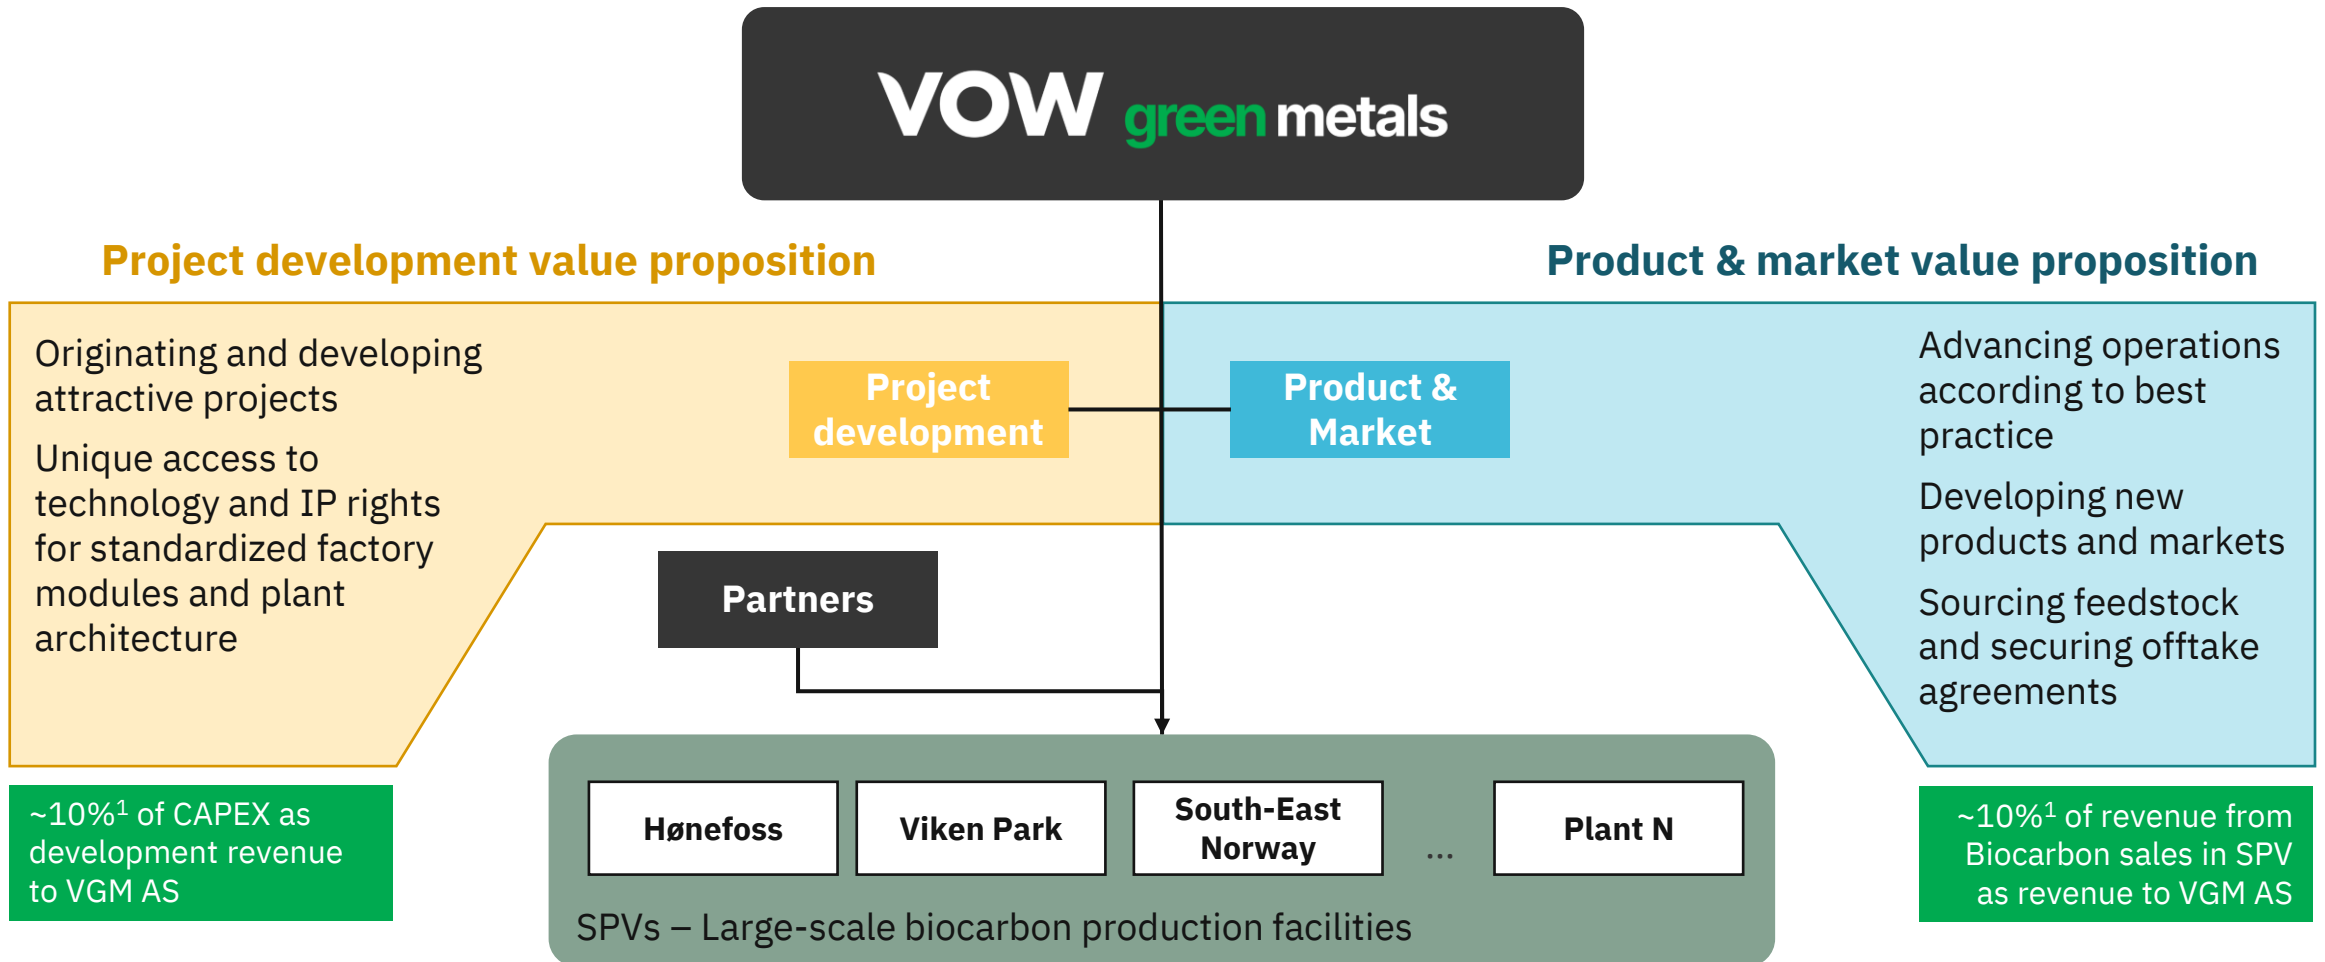 VOW green metals
Project development value proposition
Product & market value proposition
Originating and developing
attractive projects
Unique access to
technology and IP rights
for standardized factory
modules and plant
architecture
Project
development
Product &
Market
Advancing operations
according to best
practice
Developing new
products and markets
Sourcing feedstock
and securing offtake
agreements
Partners
~10%¹ of CAPEX as
development revenue
to VGM AS
Hønefoss
Viken Park
South-East
Norway
...
Plant N
SPVs – Large-scale biocarbon production facilities
~10%¹ of revenue from
Biocarbon sales in SPV
as revenue to VGM AS